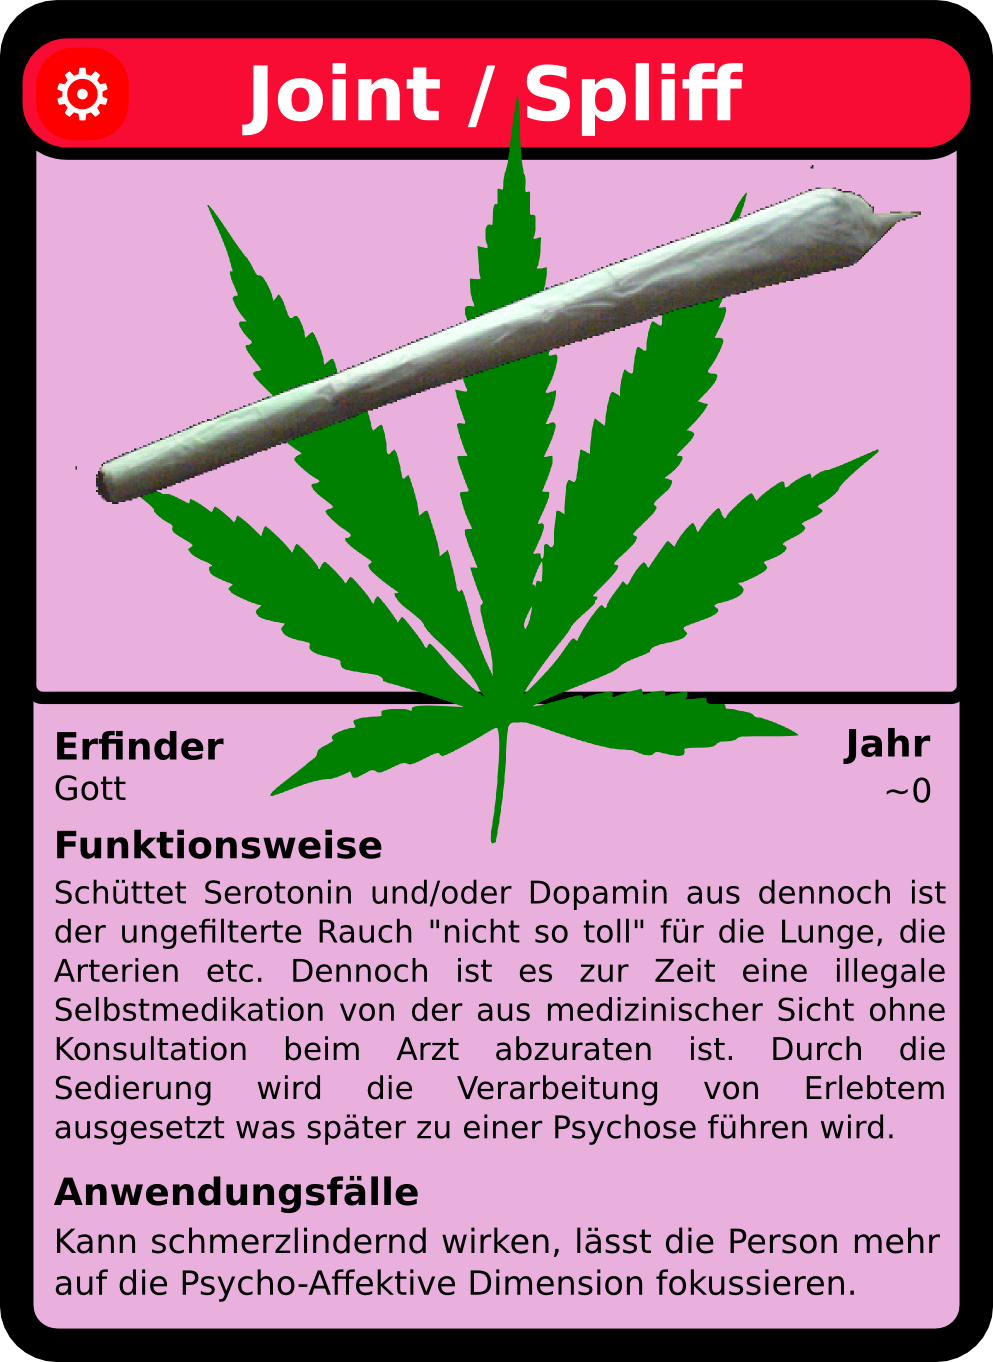 Joint / Spliff
Erfinder
Jahr
Gott
~0
Funktionsweise
Schüttet Serotonin und/oder Dopamin aus dennoch ist
der ungefilterte Rauch "nicht so toll" für die Lunge, die
Arterien etc. Dennoch ist es zur Zeit eine illegale
Selbstmedikation von der aus medizinischer Sicht ohne
Konsultation beim Arzt abzuraten ist. Durch die
Sedierung wird die Verarbeitung von Erlebtem
ausgesetzt was später zu einer Psychose führen wird.
Anwendungsfälle
Kann schmerzlindernd wirken, lässt die Person mehr
auf die Psycho-Affektive Dimension fokussieren.